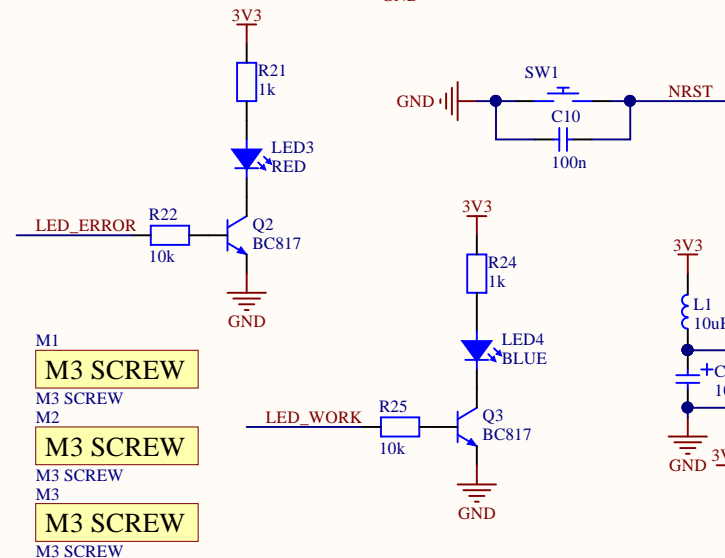 GND
3V3
R21
1k
LED3
RED
LED_ERROR
R22
10k
Q2
BC817
GND
SW1
GND
NRST
C10
100n
3V3
R24
1k
LED4
BLUE
LED_WORK
R25
10k
Q3
BC817
GND
3V3
L1
10uH
GND
M1
M3 SCREW
M3 SCREW
M2
M3 SCREW
M3 SCREW
M3
M3 SCREW
M3 SCREW